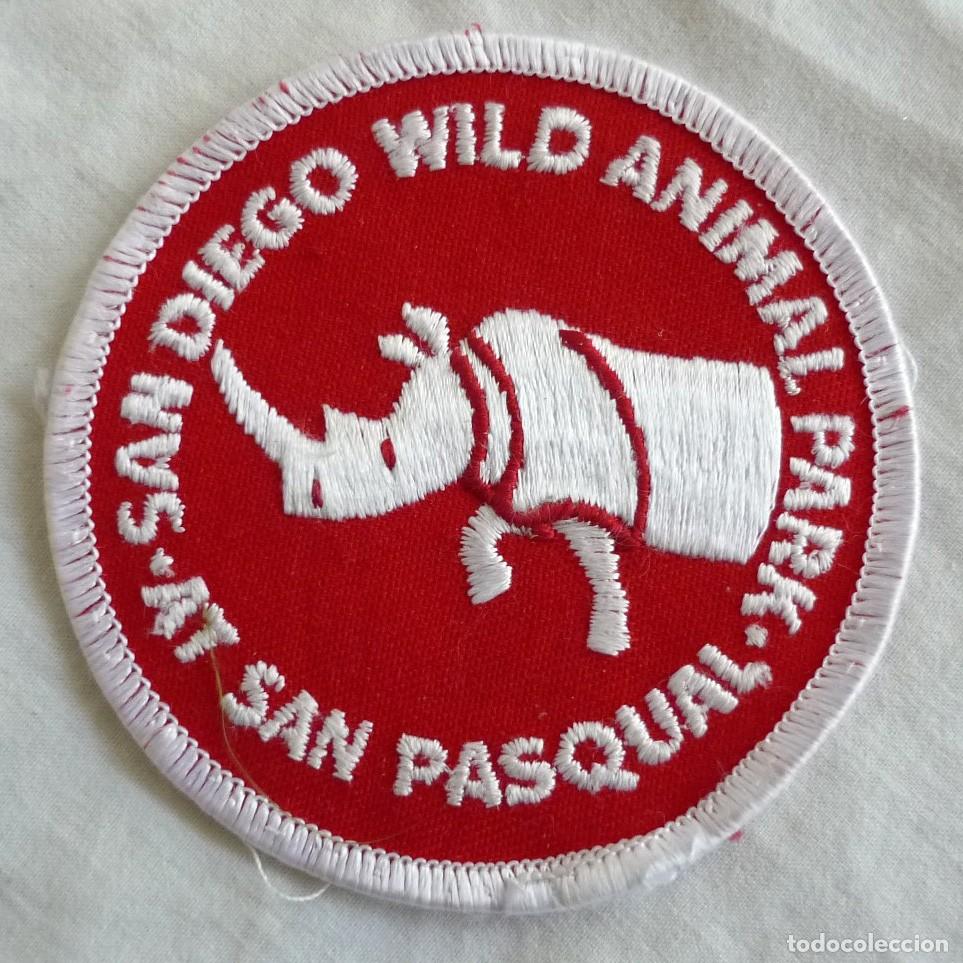 SAN DIEGO WILD ANIMAL PARK
· AT SAN PASQUAL ·
todocoleccion